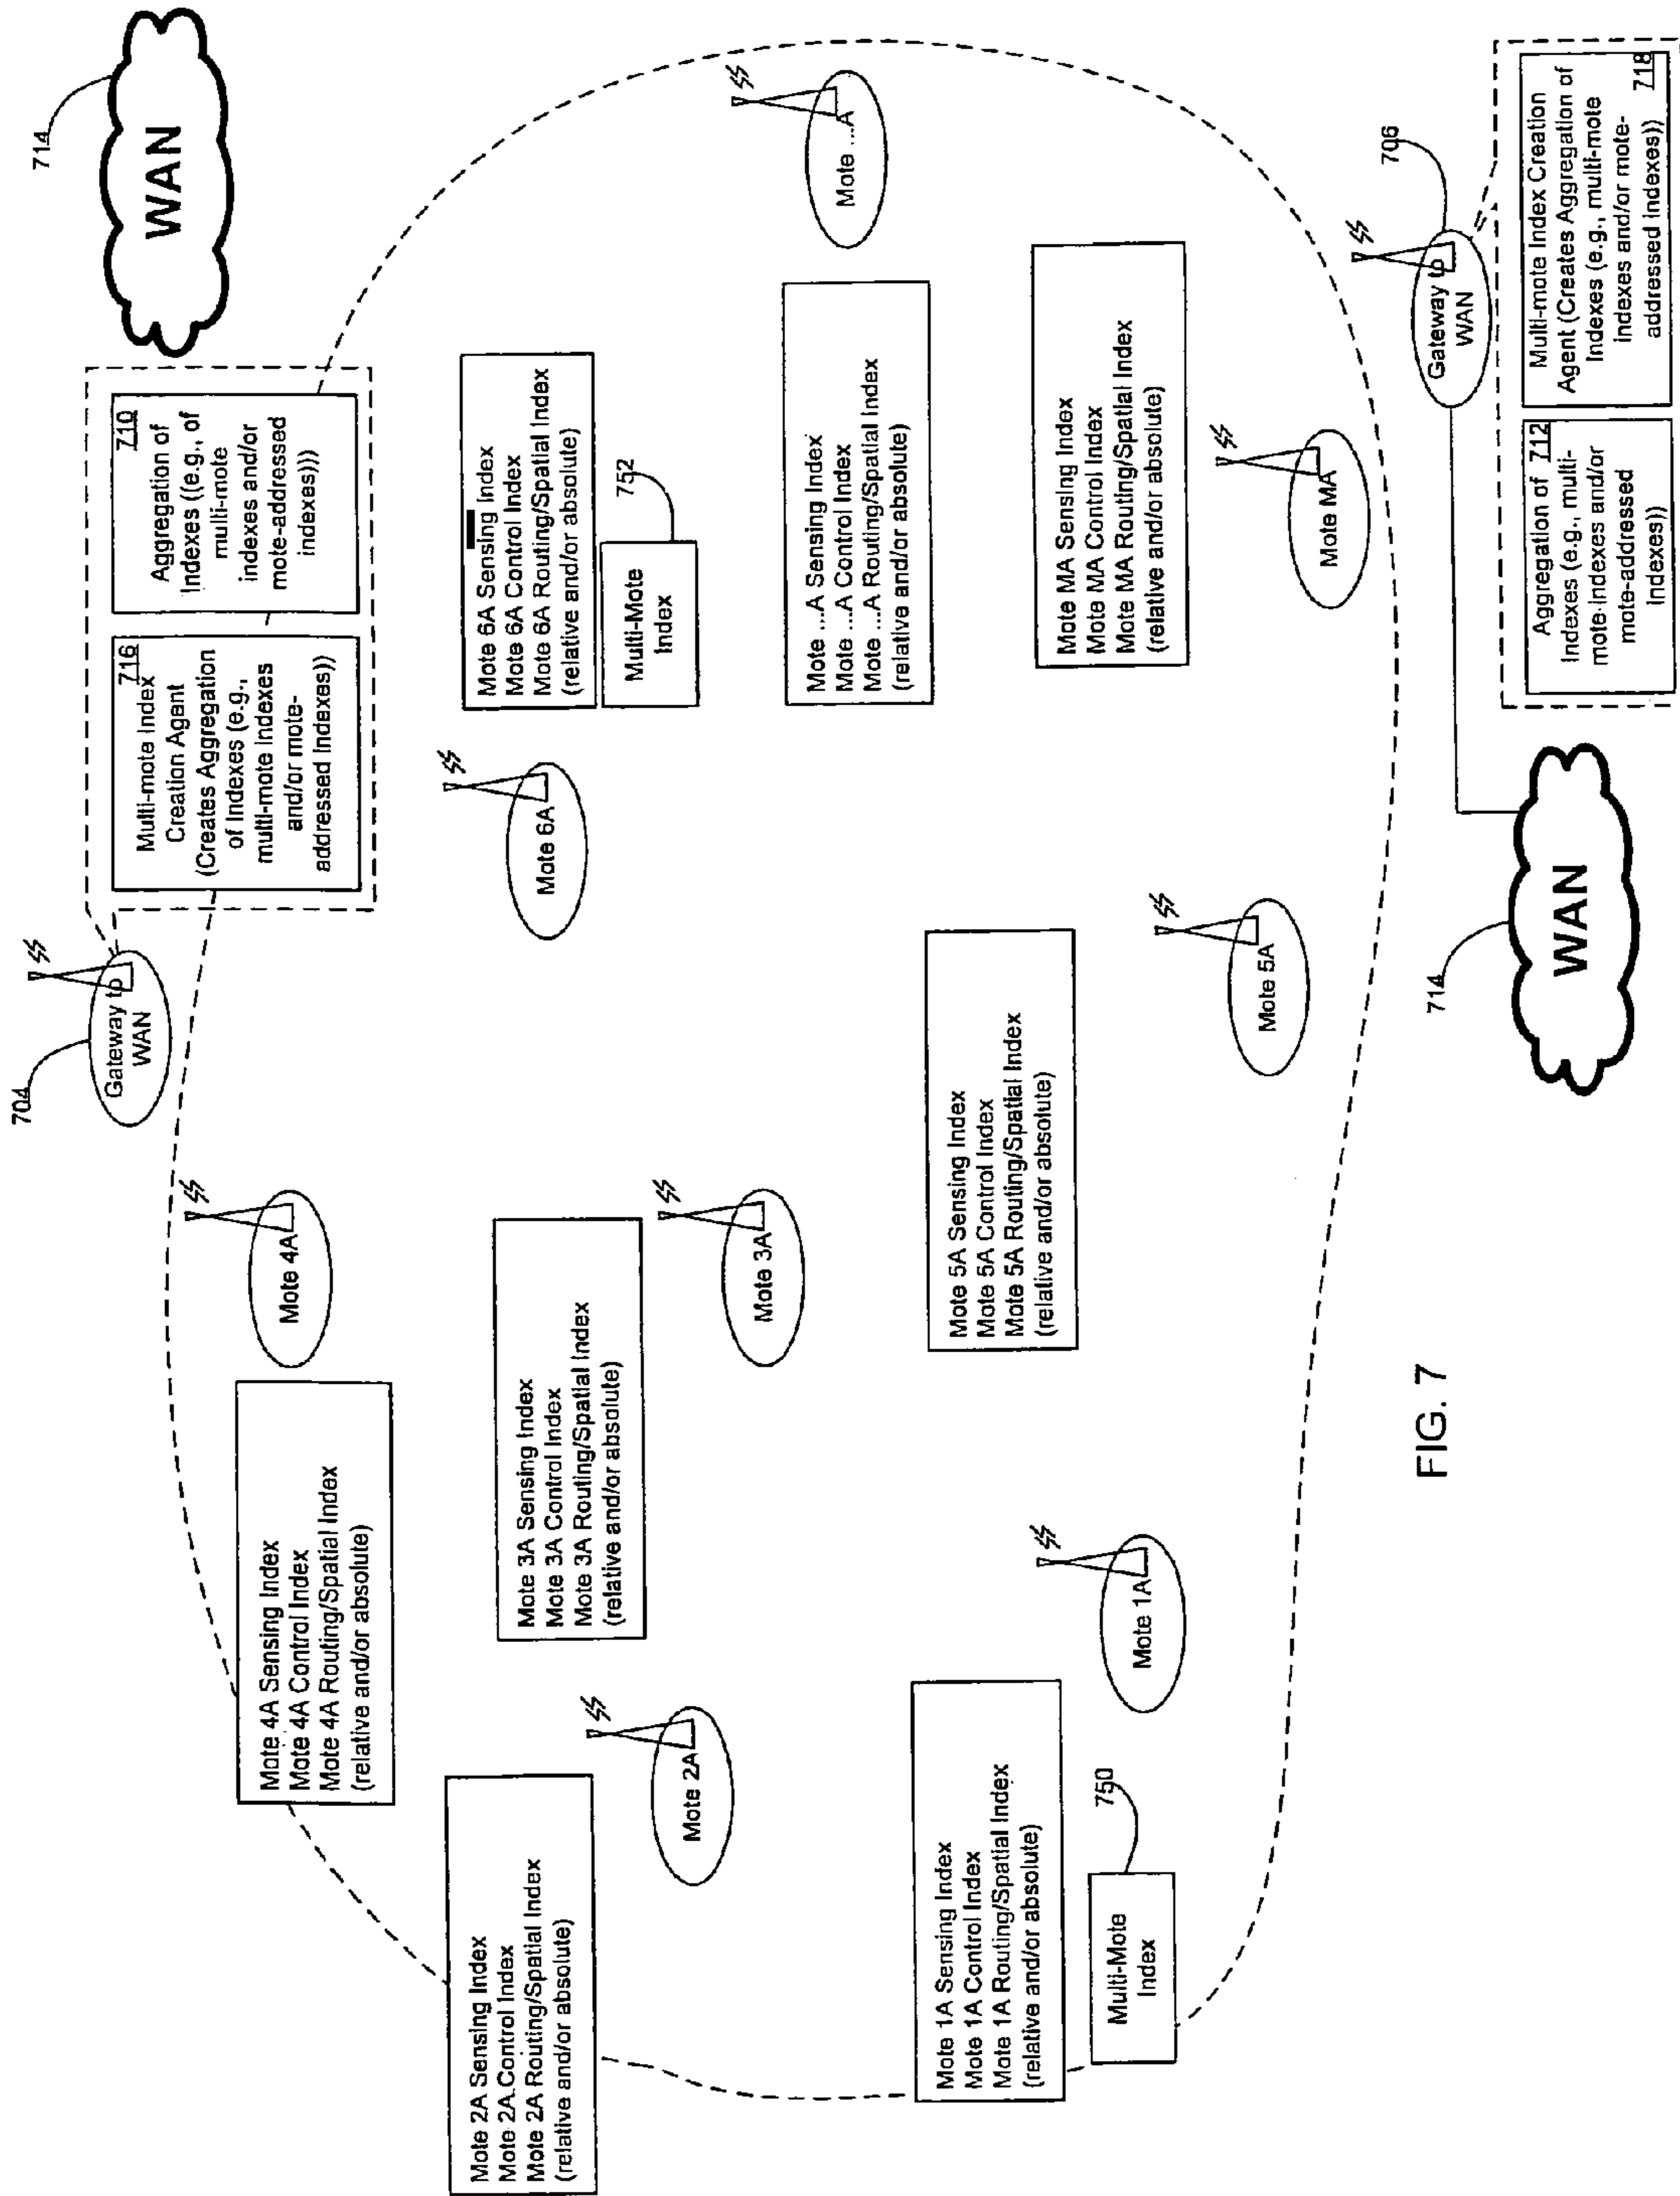 704
Gateway to
WAN
716
Multi-mote Index
Creation Agent
(Creates Aggregation
of Indexes (e.g.,
multi-mote indexes
and/or mote-
addressed Indexes))
710
Aggregation of
Indexes ((e.g., of
multi-mote
indexes and/or
mote-addressed
indexes)))
714
WAN
Mote 4A Sensing Index
Mote 4A Control Index
Mote 4A Routing/Spatial Index
(relative and/or absolute)
Mote 4A
Mote 2A Sensing Index
Mote 2A Control Index
Mote 2A Routing/Spatial Index
(relative and/or absolute)
Mote 2A
Mote 3A Sensing Index
Mote 3A Control Index
Mote 3A Routing/Spatial Index
(relative and/or absolute)
Mote 3A
Mote 6A
Mote 6A Sensing Index
Mote 6A Control Index
Mote 6A Routing/Spatial Index
(relative and/or absolute)
Multi-Mote
Index
752
Mote ...A
Mote ...A Sensing Index
Mote ...A Control Index
Mote ...A Routing/Spatial Index
(relative and/or absolute)
Mote 1A Sensing Index
Mote 1A Control Index
Mote 1A Routing/Spatial Index
(relative and/or absolute)
Multi-Mote
Index
750
Mote 1A
Mote 5A Sensing Index
Mote 5A Control Index
Mote 5A Routing/Spatial Index
(relative and/or absolute)
Mote 5A
Mote MA Sensing Index
Mote MA Control Index
Mote MA Routing/Spatial Index
(relative and/or absolute)
Mote MA
706
Gateway to
WAN
714
WAN
Aggregation of 712
Indexes (e.g., multi-
mote indexes and/or
mote-addressed
Indexes))
Multi-mote Index Creation
Agent (Creates Aggregation of
Indexes (e.g., multi-mote
indexes and/or mote-
addressed indexes))
718
FIG. 7